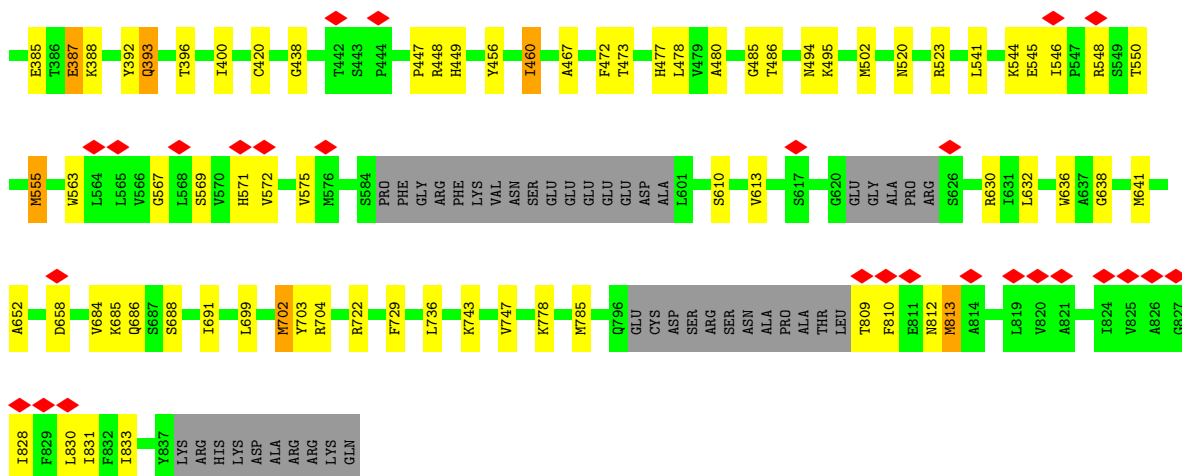 E385 T386 E387 K388 Y392 Q393 T396 I400 C420 G438 T442 S443 P444 P447 R448 H449 Y456 I460 A467 F472 T473 H477 L478 V479 A480 G485 T486 N494 K495 M502 N520 R523 L541 K544 E545 I546 P547 R548 S549 T550
M555 W563 L564 L565 V566 G567 L568 S569 V570 H571 V572 V575 M576 S584 PRO PHE GLY ARG PHE LYS VAL ASN SER GLU GLU GLU GLU GLU ASP ALA L601 S610 V613 S617 G620 GLU GLY ALA PRO ARG S626 R630 I631 L632 W636 A637 G638 M641
A652 D658 V684 K685 Q686 S687 S688 I691 L699 M702 Y703 R704 R722 F729 L736 K743 V747 K778 M785 Q796 GLU CYS ASP SER ARG SER ASN ALA PRO ALA THR LEU T809 F810 E811 N812 M813 A814 L819 V820 A821 I824 V825 A826 G827
I828 F829 L830 I831 F832 I833 Y837 LYS ARG HIS LYS ASP ALA ARG ARG LYS GLN